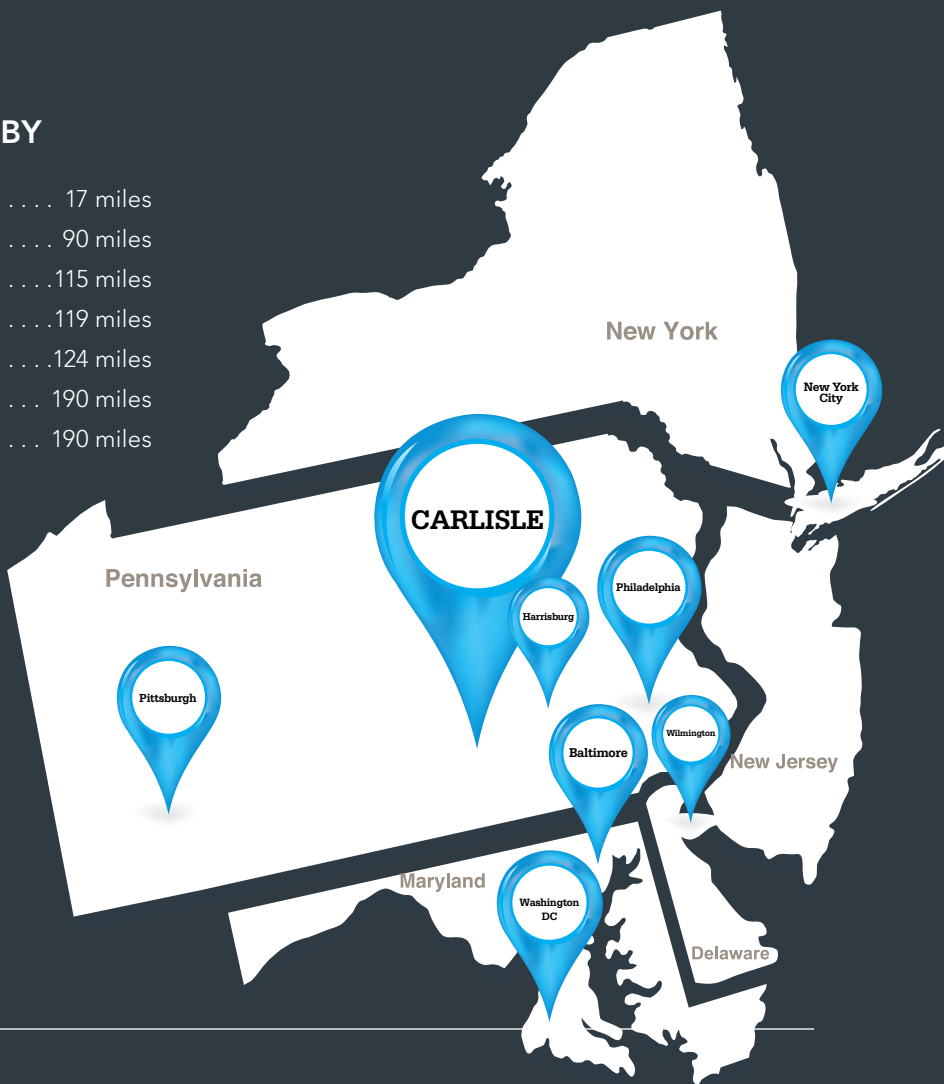 BY
. . . . 17 miles
. . . . 90 miles
. . . .115 miles
. . . .119 miles
. . . .124 miles
. . . 190 miles
. . . 190 miles
New York
New York
City
CARLISLE
Pennsylvania
Philadelphia
Harrisburg
Pittsburgh
Wilmington
Baltimore
New Jersey
Maryland
Washington
DC
Delaware